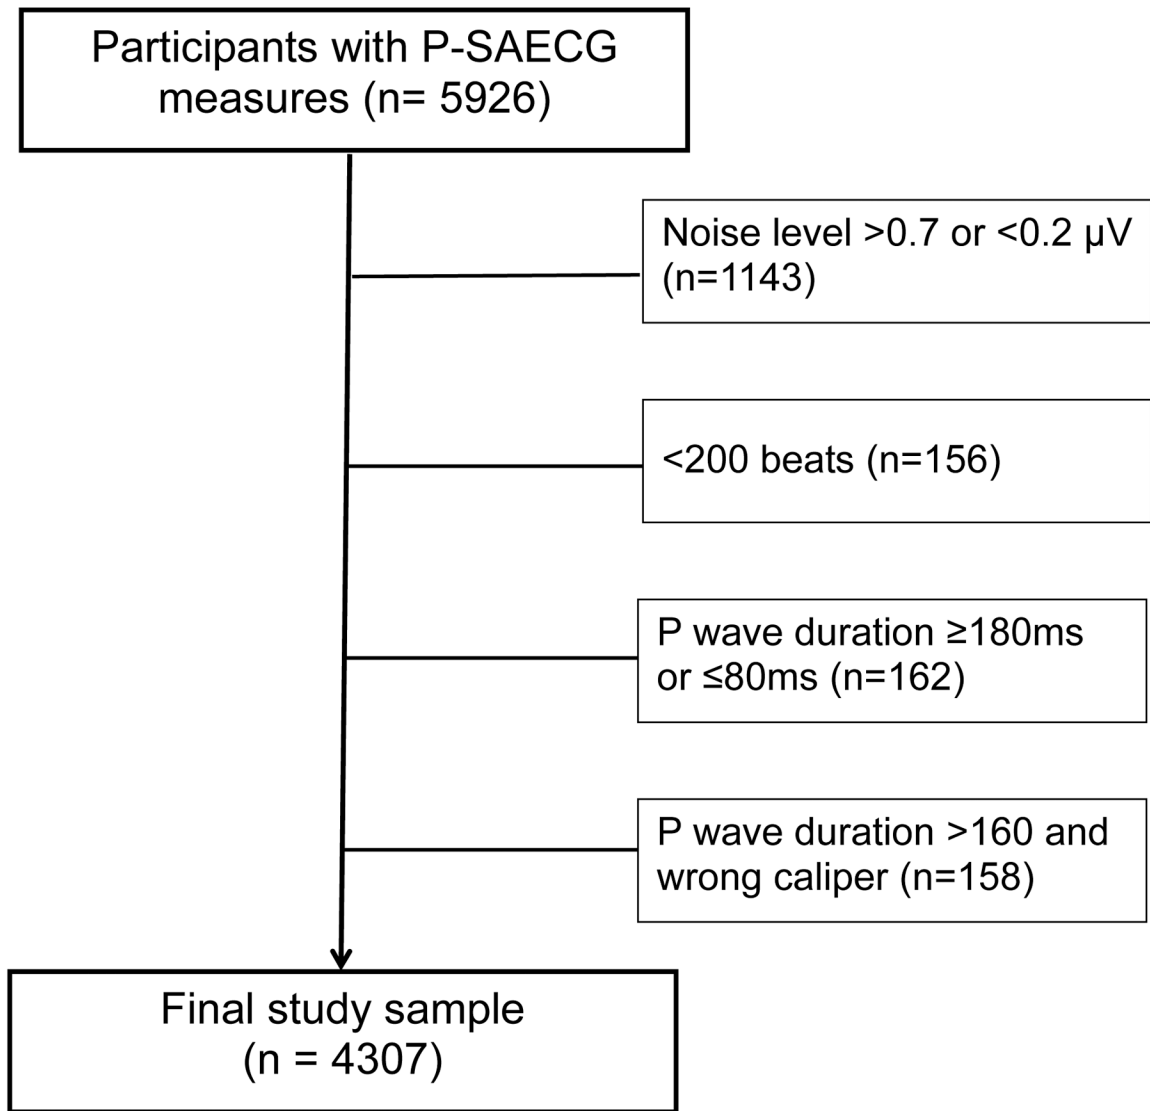 Participants with P-SAECG
measures (n= 5926)
Noise level >0.7 or <0.2 µV
(n=1143)
<200 beats (n=156)
P wave duration ≥180ms
or ≤80ms (n=162)
P wave duration >160 and
wrong caliper (n=158)
Final study sample
(n = 4307)